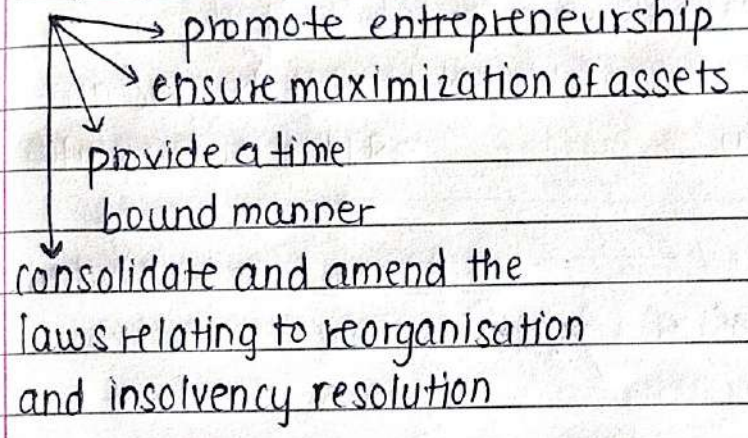 promote entrepreneurship
ensure maximization of assets
provide a time
bound manner
consolidate and amend the
laws relating to reorganisation
and insolvency resolution